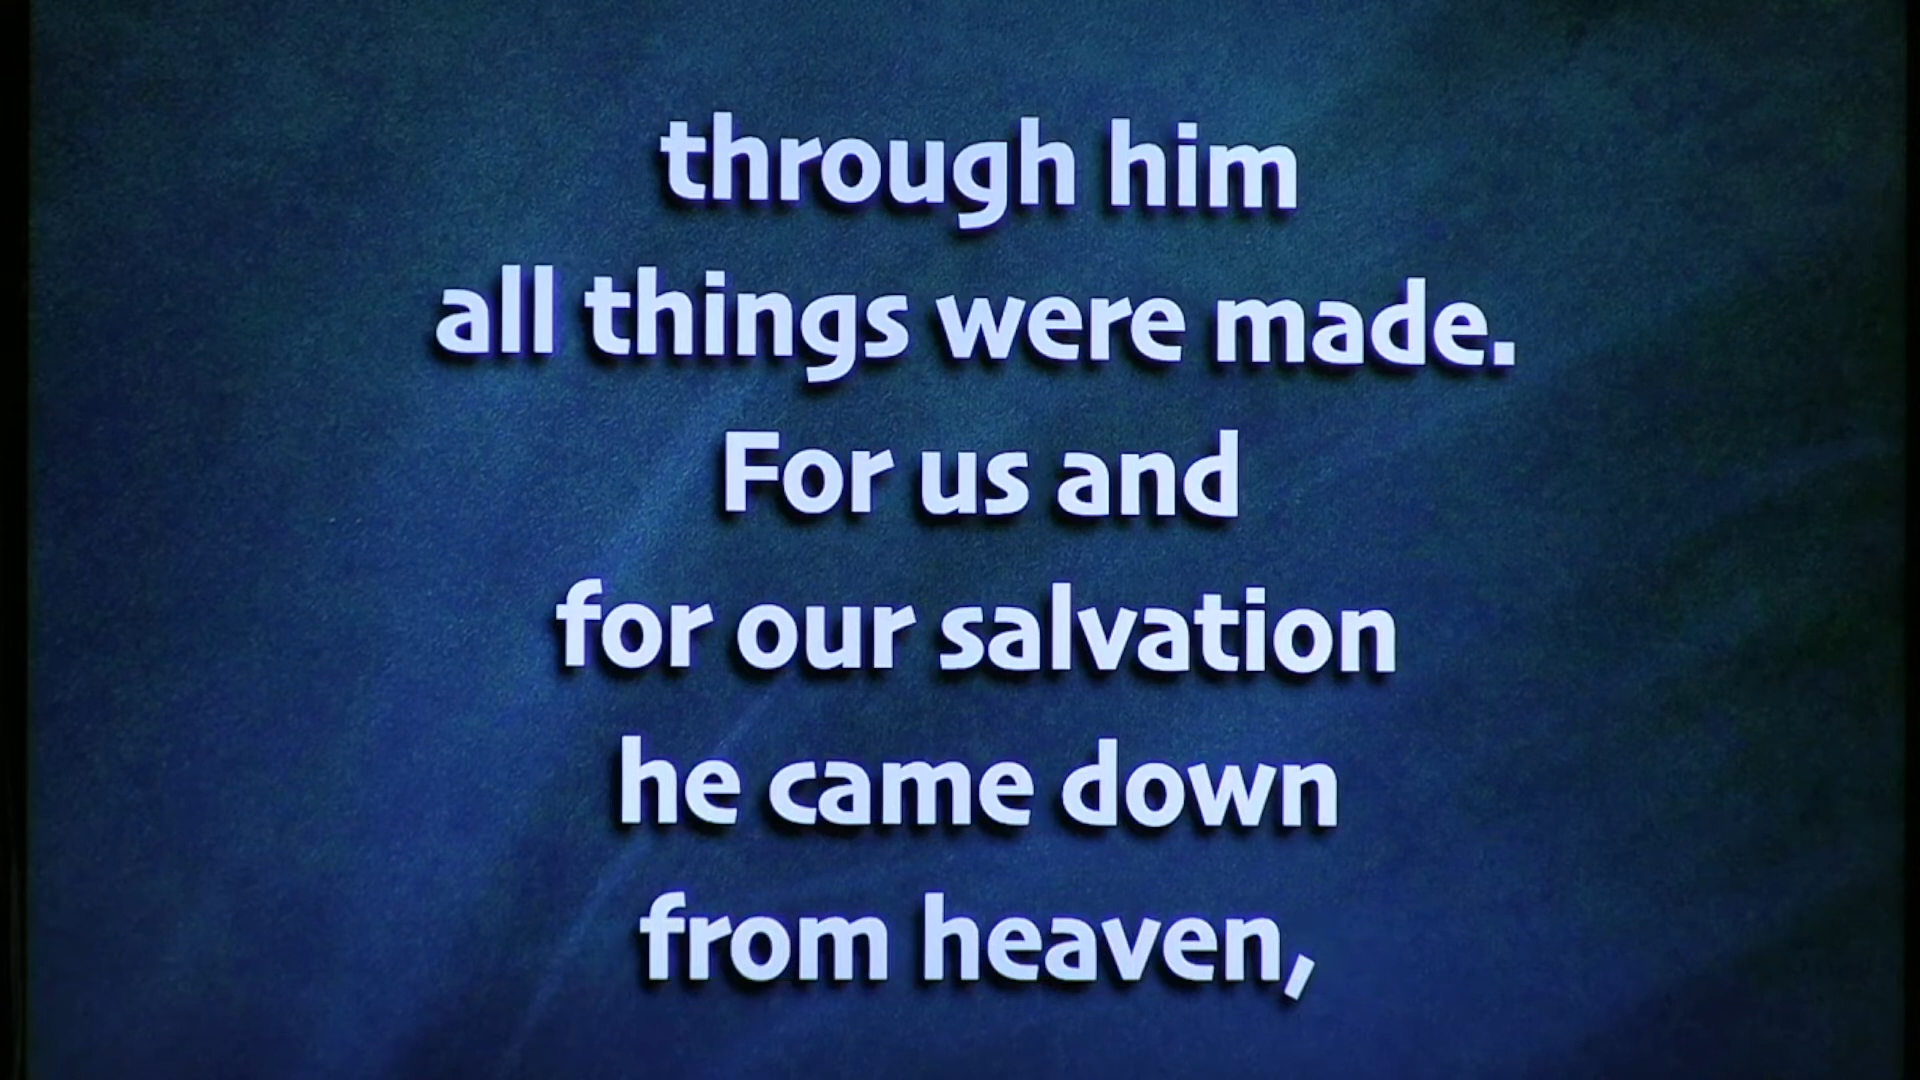 through him
all things were made.
For us and
for our salvation
he came down
from heaven,